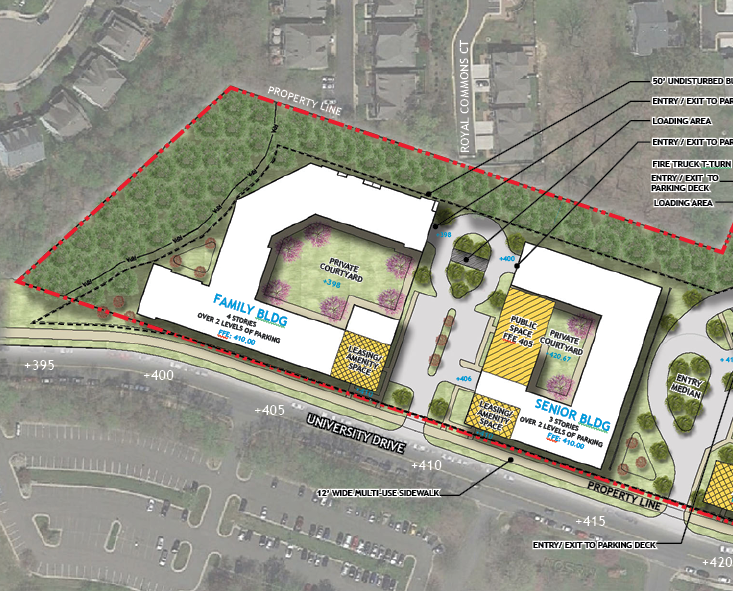 PROPERTY LINE
ROYAL COMMONS CT
50' UNDISTURBED
ENTRY / EXIT TO
LOADING AREA
ENTRY / EXIT TO
FIRE TRUCK T-TURN
ENTRY / EXIT TO
PARKING DECK
LOADING AREA
+398
+400
PRIVATE
COURTYARD
+398
FAMILY BLDG
4 STORIES
OVER 2 LEVELS OF PARKING
FFE: 410.00
LEASING/
AMENITY
SPACE
PUBLIC
SPACE
FFE 405
PRIVATE
COURTYARD
+420.67
+406
LEASING/
AMENITY
SPACE
SENIOR BLDG
3 STORIES
OVER 2 LEVELS OF PARKING
FFE: 410.00
ENTRY
MEDIAN
+395
+400
+405
UNIVERSITY DRIVE
+410
12' WIDE MULTI-USE SIDEWALK
PROPERTY LINE
+415
ENTRY/ EXIT TO PARKING DECK
+420